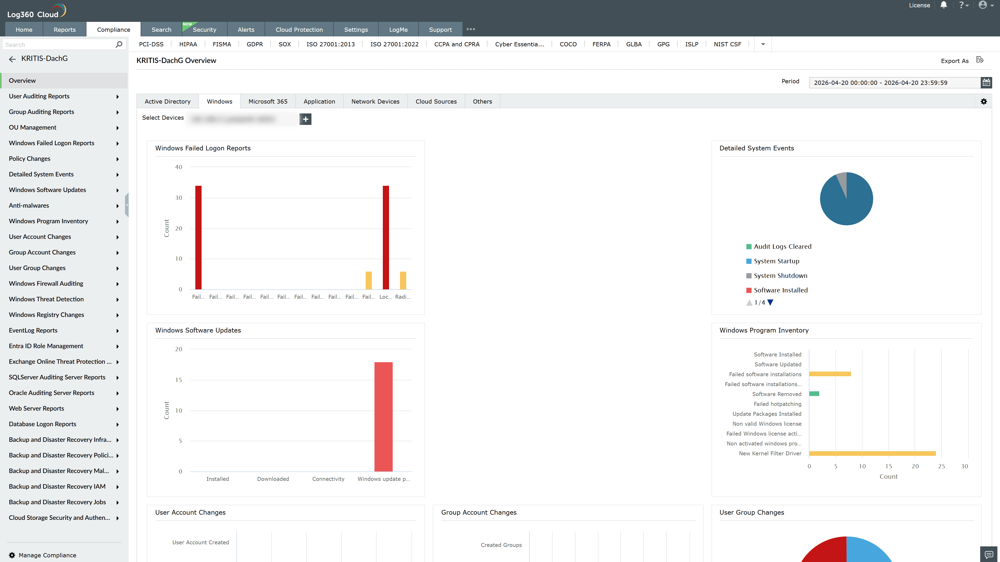 Log360 Cloud
License
?
Home
Reports
Compliance
Search
NEW
Security
Alerts
Cloud Protection
Settings
LogMe
Support
Search
PCI-DSS
HIPAA
FISMA
GDPR
SOX
ISO 27001:2013
ISO 27001:2022
CCPA and CPRA
Cyber Essentia...
COCO
FERPA
GLBA
GPG
ISLP
NIST CSF
KRITIS-DachG
Overview
User Auditing Reports
Group Auditing Reports
OU Management
Windows Failed Logon Reports
Policy Changes
Detailed System Events
Windows Software Updates
Anti-malwares
Windows Program Inventory
User Account Changes
Group Account Changes
User Group Changes
Windows Firewall Auditing
Windows Threat Detection
Windows Registry Changes
EventLog Reports
Entra ID Role Management
Exchange Online Threat Protection ...
SQLServer Auditing Server Reports
Oracle Auditing Server Reports
Web Server Reports
Database Logon Reports
Backup and Disaster Recovery Infra...
Backup and Disaster Recovery Polici...
Backup and Disaster Recovery Mal...
Backup and Disaster Recovery IAM
Backup and Disaster Recovery Jobs
Cloud Storage Security and Authen...
Manage Compliance
KRITIS-DachG Overview
Export As
Period
2026-04-20 00:00:00 - 2026-04-20 23:59:59
Active Directory
Windows
Microsoft 365
Application
Network Devices
Cloud Sources
Others
Select Devices
Windows Failed Logon Reports
40
30
20
10
0
Count
Fail...
Fail...
Fail...
Fail...
Fail...
Fail...
Fail...
Fail...
Fail...
Fail...
Fail...
Loc...
Radi...
Detailed System Events
Audit Logs Cleared
System Startup
System Shutdown
Software Installed
1/4
Windows Software Updates
20
15
10
5
0
Count
Installed
Downloaded
Connectivity
Windows update p...
Windows Program Inventory
Software Installed
Software Updated
Failed software installations
Failed software installations...
Software Removed
Failed hotpatching
Update Packages Installed
Non valid Windows license
Failed Windows license acti...
Non activated windows pro...
New Kernel Filter Driver
0
5
10
15
20
25
30
Count
User Account Changes
User Account Created
Group Account Changes
Created Groups
User Group Changes